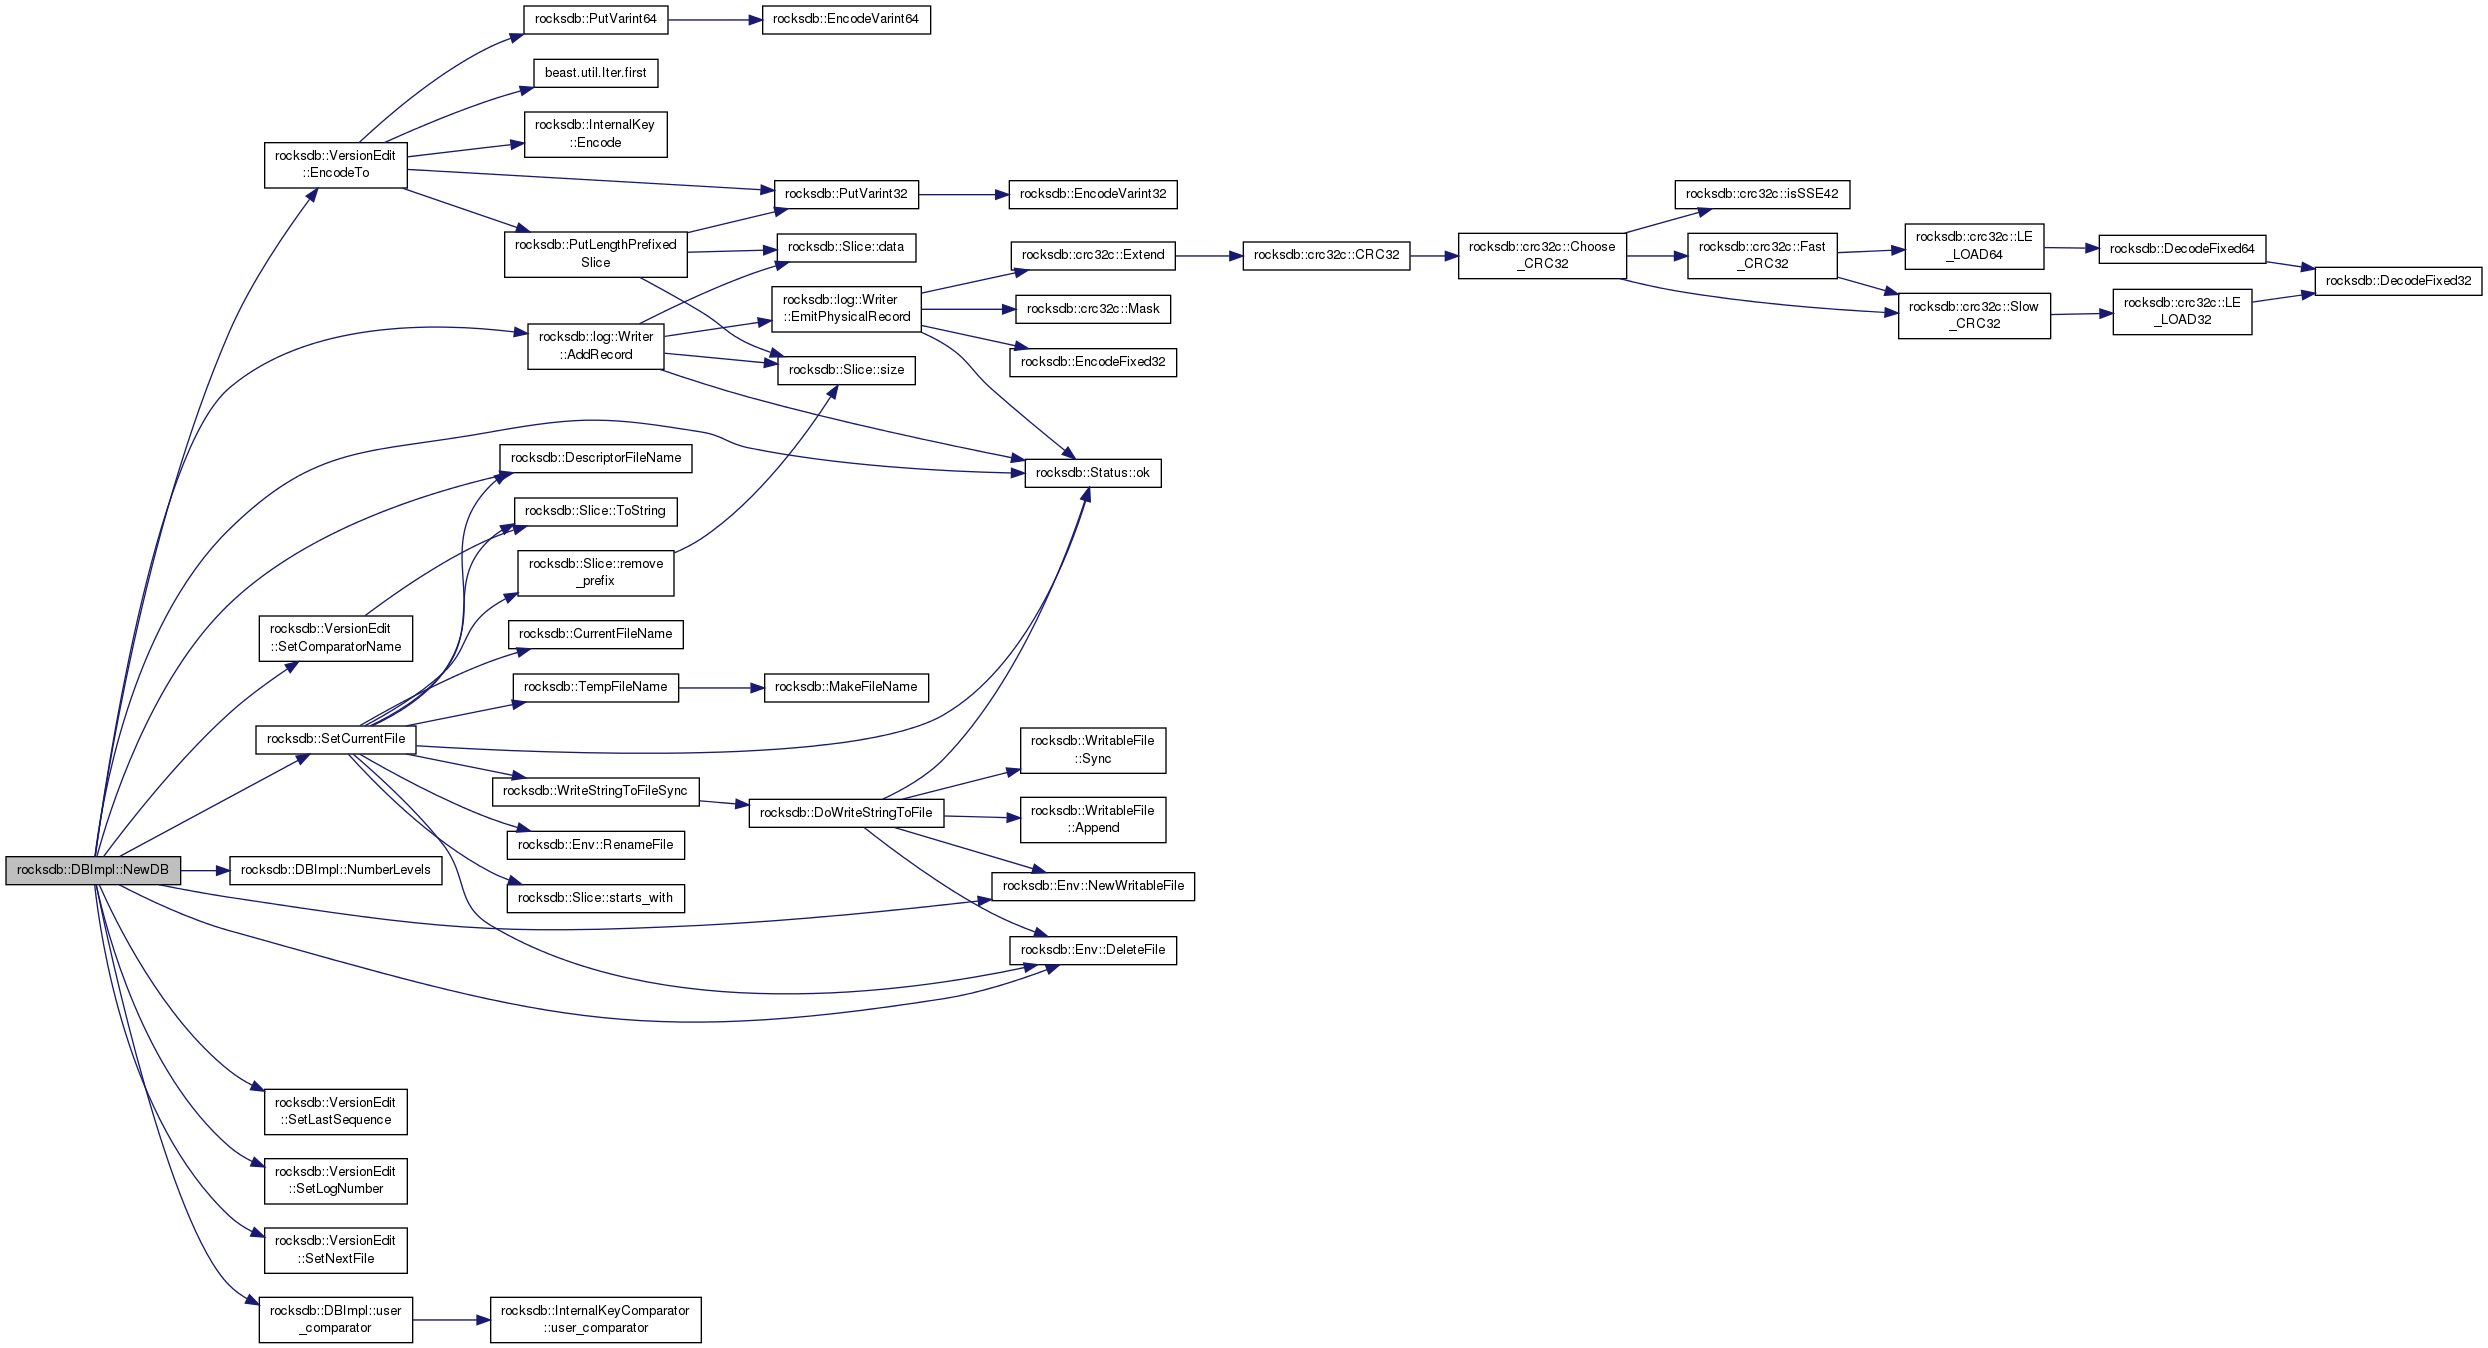 rocksdb::PutVarint64
rocksdb::EncodeVarint64
beast.util.Iter.first
rocksdb::InternalKey
::Encode
rocksdb::VersionEdit
::EncodeTo
rocksdb::PutVarint32
rocksdb::EncodeVarint32
rocksdb::crc32c::isSSE42
rocksdb::PutLengthPrefixed
Slice
rocksdb::Slice::data
rocksdb::crc32c::Extend
rocksdb::crc32c::CRC32
rocksdb::crc32c::Choose
_CRC32
rocksdb::crc32c::Fast
_CRC32
rocksdb::crc32c::LE
_LOAD64
rocksdb::DecodeFixed64
rocksdb::DecodeFixed32
rocksdb::log::Writer
::EmitPhysicalRecord
rocksdb::crc32c::Mask
rocksdb::crc32c::Slow
_CRC32
rocksdb::crc32c::LE
_LOAD32
rocksdb::log::Writer
::AddRecord
rocksdb::EncodeFixed32
rocksdb::Slice::size
rocksdb::DescriptorFileName
rocksdb::Status::ok
rocksdb::Slice::ToString
rocksdb::Slice::remove
_prefix
rocksdb::VersionEdit
::SetComparatorName
rocksdb::CurrentFileName
rocksdb::TempFileName
rocksdb::MakeFileName
rocksdb::SetCurrentFile
rocksdb::WritableFile
::Sync
rocksdb::WriteStringToFileSync
rocksdb::DoWriteStringToFile
rocksdb::WritableFile
::Append
rocksdb::Env::RenameFile
rocksdb::DBImpl::NewDB
rocksdb::DBImpl::NumberLevels
rocksdb::Env::NewWritableFile
rocksdb::Slice::starts_with
rocksdb::Env::DeleteFile
rocksdb::VersionEdit
::SetLastSequence
rocksdb::VersionEdit
::SetLogNumber
rocksdb::VersionEdit
::SetNextFile
rocksdb::DBImpl::user
_comparator
rocksdb::InternalKeyComparator
::user_comparator